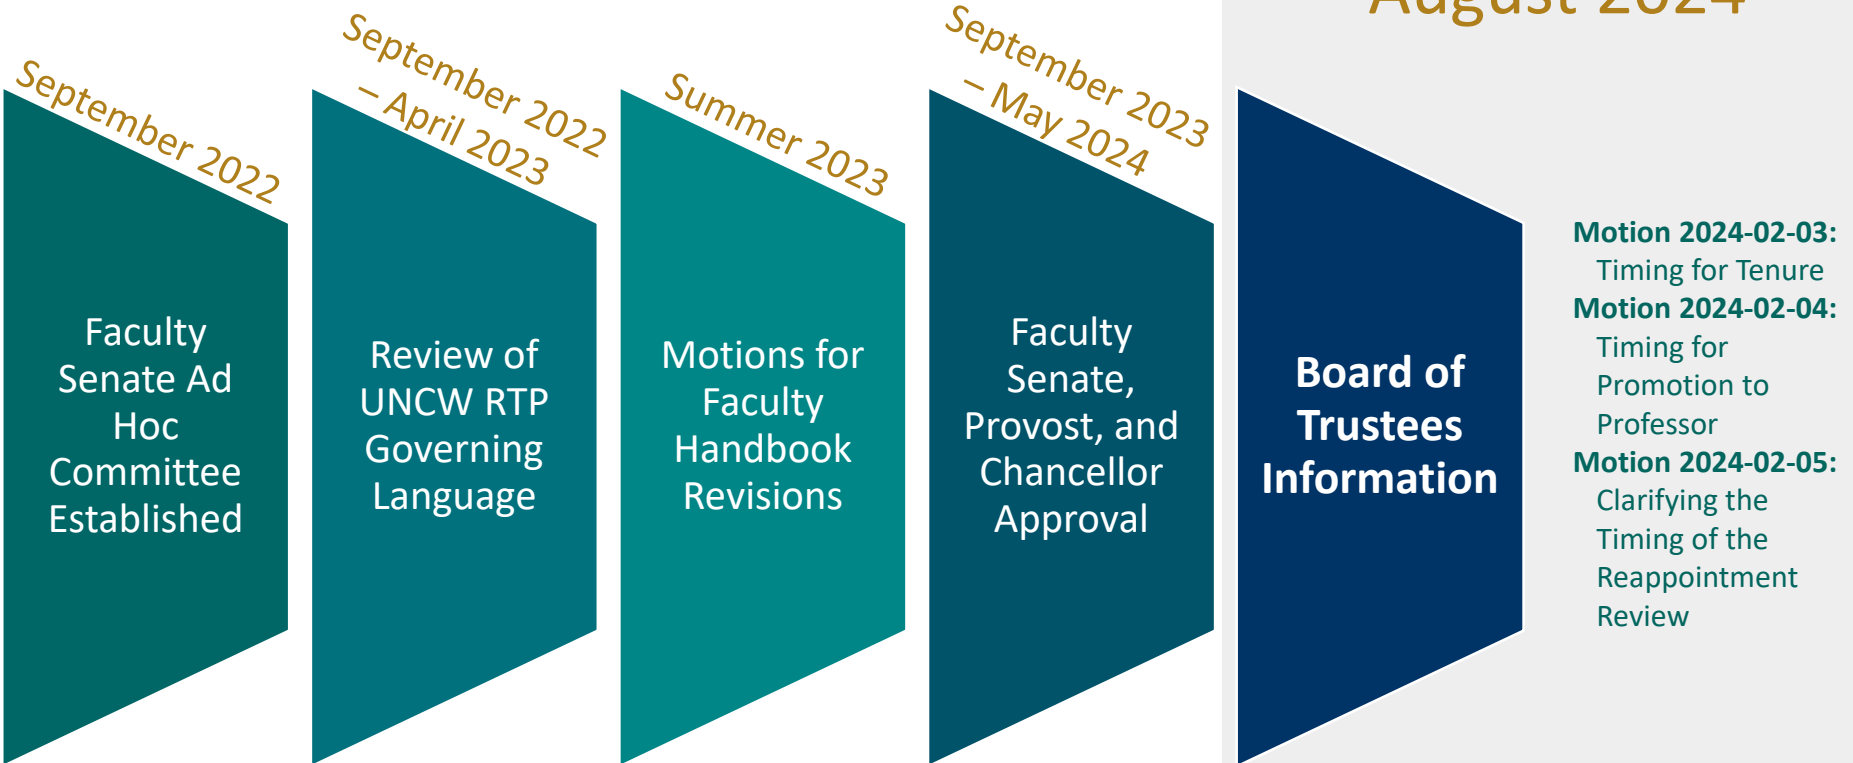 September 2022
Faculty
Senate Ad
Hoc
Committee
Established
September 2022
– April 2023
Review of
UNCW RTP
Governing
Language
Summer 2023
Motions for
Faculty
Handbook
Revisions
September 2023
– May 2024
Faculty
Senate,
Provost, and
Chancellor
Approval
August 2024
Board of
Trustees
Information
Motion 2024-02-03:
Timing for Tenure
Motion 2024-02-04:
Timing for
Promotion to
Professor
Motion 2024-02-05:
Clarifying the
Timing of the
Reappointment
Review